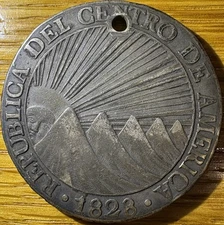 REPUBLICA DEL CENTRO DE AMERICA
· 1828 ·